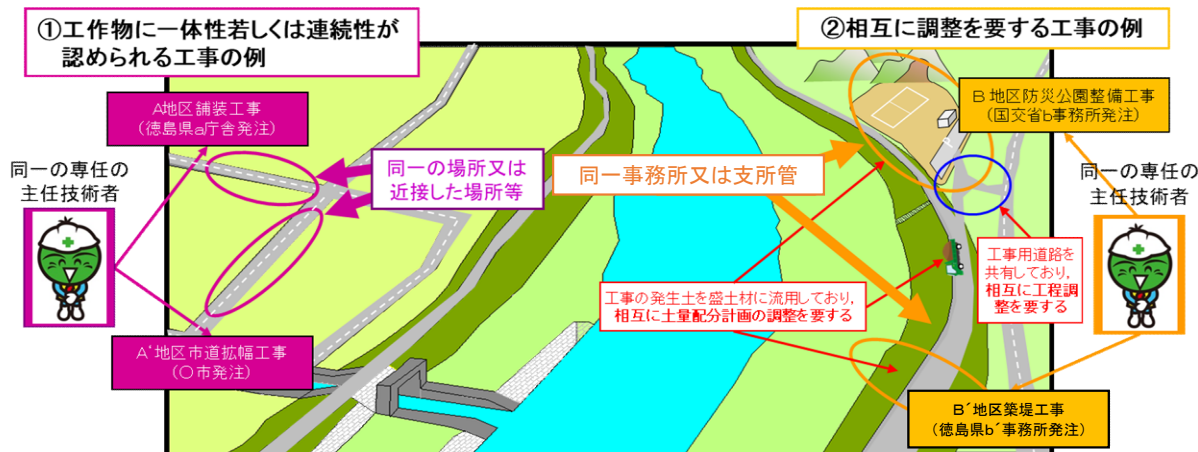 ①工作物に一体性若しくは連続性が
認められる工事の例
②相互に調整を要する工事の例
A地区舗装工事
(徳島県a庁舎発注)
同一の専任の
主任技術者
同一の場所又は
近接した場所等
A'地区市道拡幅工事
(〇市発注)
同一事務所又は支所管
B地区防災公園整備工事
(国交省b事務所発注)
同一の専任の
主任技術者
工事用道路を
共有しており,
相互に工程調
整を要する
工事の発生土を盛土材に流用しており,
相互に土量配分計画の調整を要する
B´地区築堤工事
(徳島県b´事務所発注)